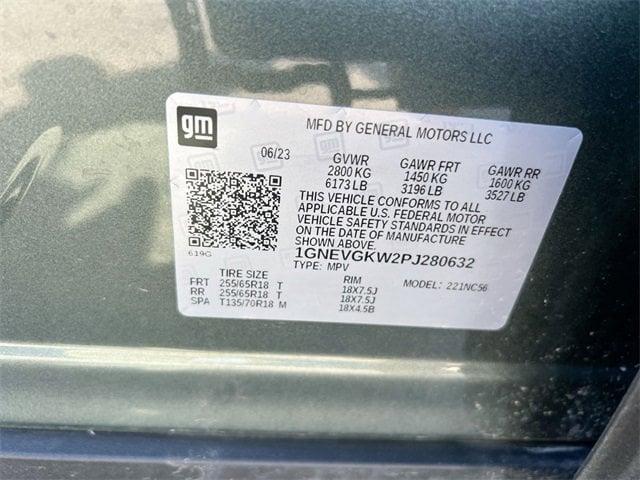 gm
MFD BY GENERAL MOTORS LLC
06/23
GVWR GAWR FRT GAWR RR
2800 KG 1450 KG 1600 KG
6173 LB 3196 LB 3527 LB
THIS VEHICLE CONFORMS TO ALL
APPLICABLE U.S. FEDERAL MOTOR
VEHICLE SAFETY STANDARDS IN EFFECT
ON THE DATE OF MANUFACTURE
SHOWN ABOVE.
619G
1GNEVGKW2PJ280632
TYPE: MPV MODEL: 221NC56
TIRE SIZE RIM
FRT 255/65R18 T 18X7.5J
RR 255/65R18 T 18X7.5J
SPA T135/70R18 M 18X4.5B